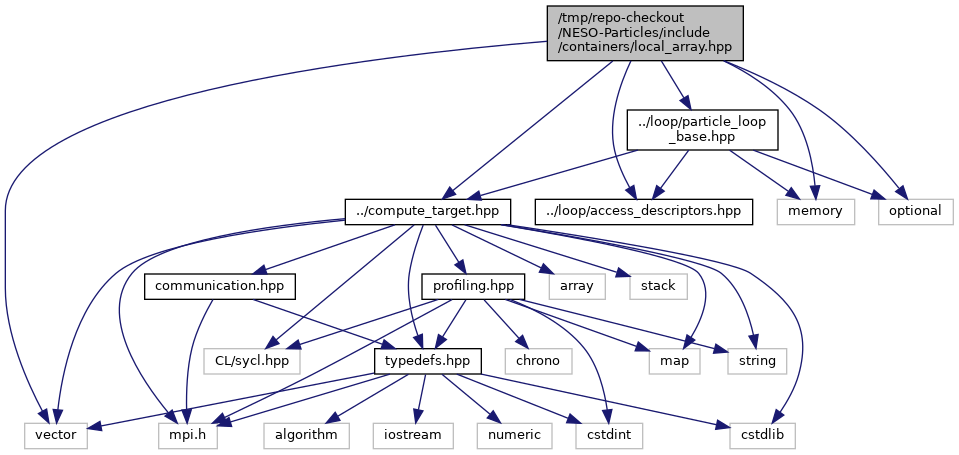 /tmp/repo-checkout
/NESO-Particles/include
/containers/local_array.hpp
../loop/particle_loop
_base.hpp
../compute_target.hpp
../loop/access_descriptors.hpp
memory
optional
communication.hpp
profiling.hpp
array
stack
CL/sycl.hpp
typedefs.hpp
chrono
map
string
vector
mpi.h
algorithm
iostream
numeric
cstdint
cstdlib